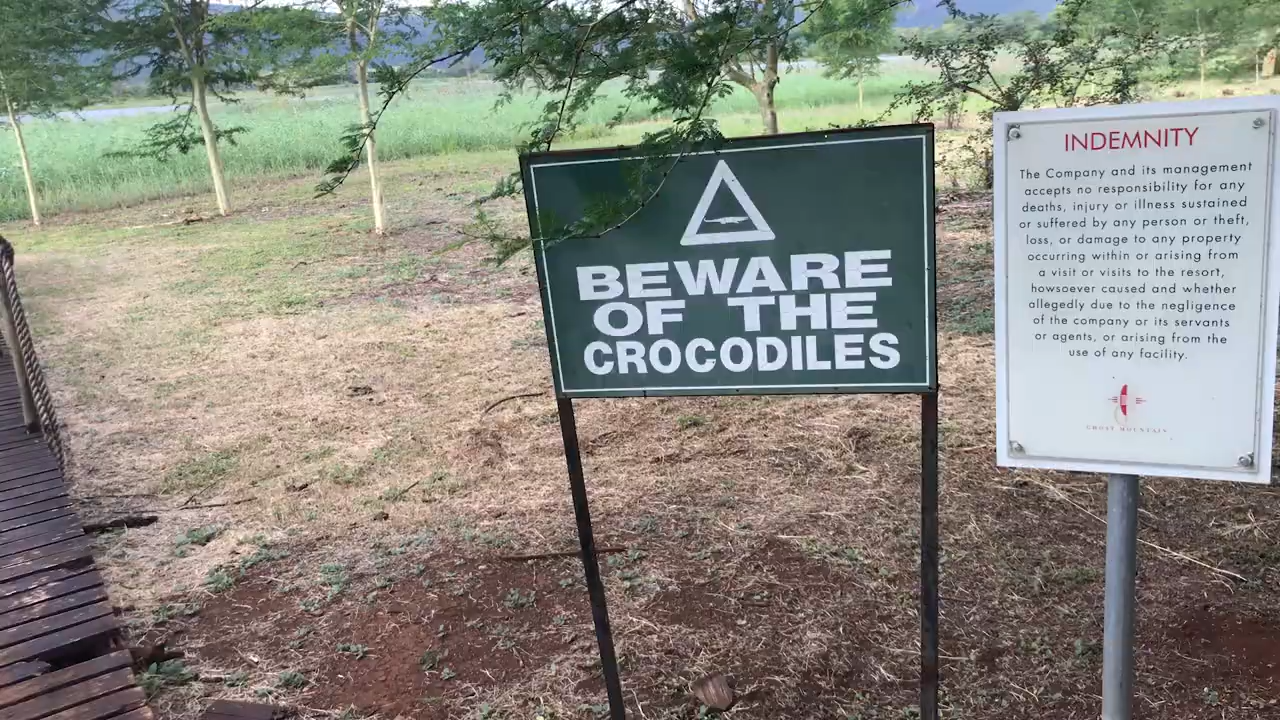 BEWARE
OF THE
CROCODILES
INDEMNITY
The Company and its management
accepts no responsibility for any
deaths, injury or illness sustained
or suffered by any person or theft,
loss, or damage to any property
occurring within or arising from
a visit or visits to the resort,
howsoever caused and whether
allegedly due to the negligence
of the company or its servants
or agents, or arising from the
use of any facility.
GHOST MOUNTAIN